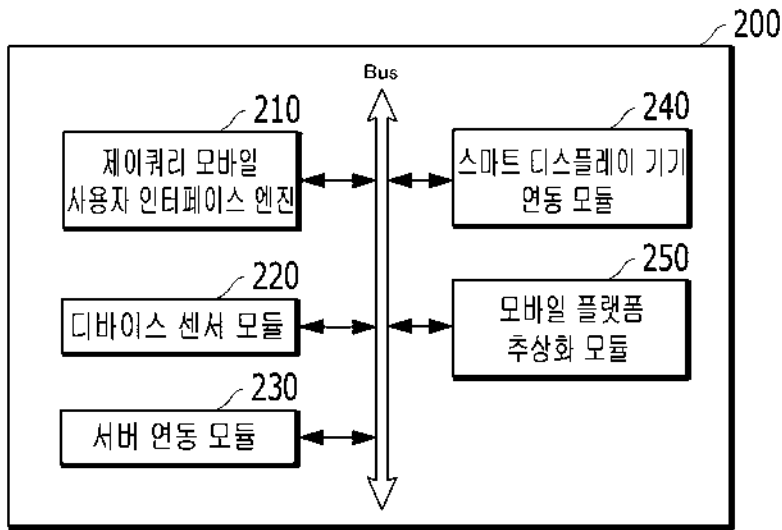 200
Bus
210
제이쿼리 모바일
사용자 인터페이스 엔진
220
디바이스 센서 모듈
230
서버 연동 모듈
240
스마트 디스플레이 기기
연동 모듈
250
모바일 플랫폼
추상화 모듈